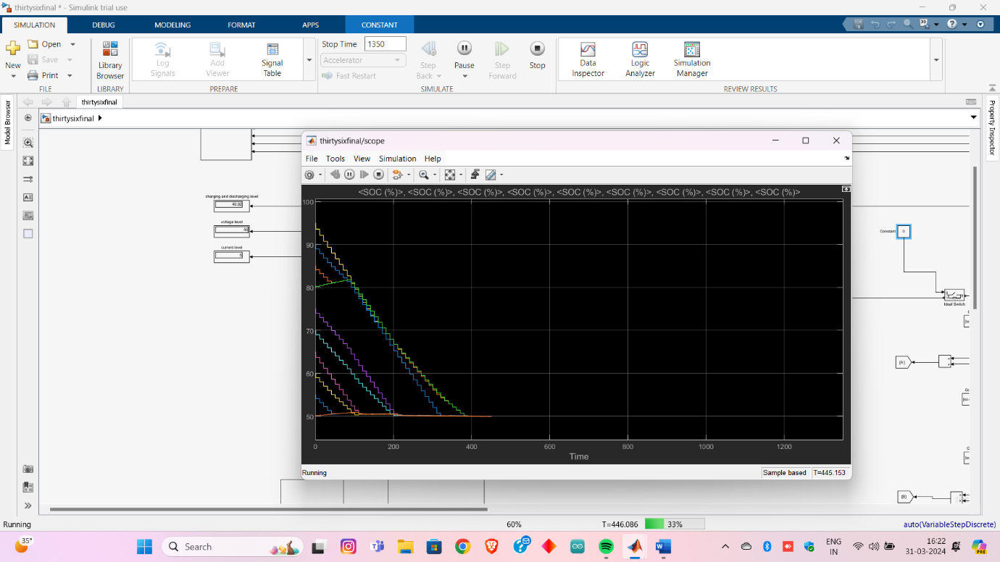 thirtysixfinal * - Simulink trial use
SIMULATION DEBUG MODELING FORMAT APPS CONSTANT
New
Open
Save
Print
FILE
Library Browser
LIBRARY
Log Signals
Add Viewer
Signal Table
PREPARE
Stop Time 1350
Accelerator
Fast Restart
Step Back
Pause
Step Forward
Stop
SIMULATE
Data Inspector
Logic Analyzer
Simulation Manager
REVIEW RESULTS
Model Browser
thirtysixfinal
thirtysixfinal
Property Inspector
charging and discharging level
49.92
voltage level
40
current level
5
thirtysixfinal/scope
File Tools View Simulation Help
<SOC (%)>, <SOC (%)>, <SOC (%)>, <SOC (%)>, <SOC (%)>, <SOC (%)>, <SOC (%)>, <SOC (%)>, <SOC (%)>
100
90
80
70
60
50
0 200 400 600 800 1000 1200
Time
Running
Sample based T=445.153
Constant
0
Ideal Switch
[A]
[B]
Running
60%
T=446.086
33%
auto(VariableStepDiscrete)
35°
Search
ENG
IN
16:22
31-03-2024
PRE